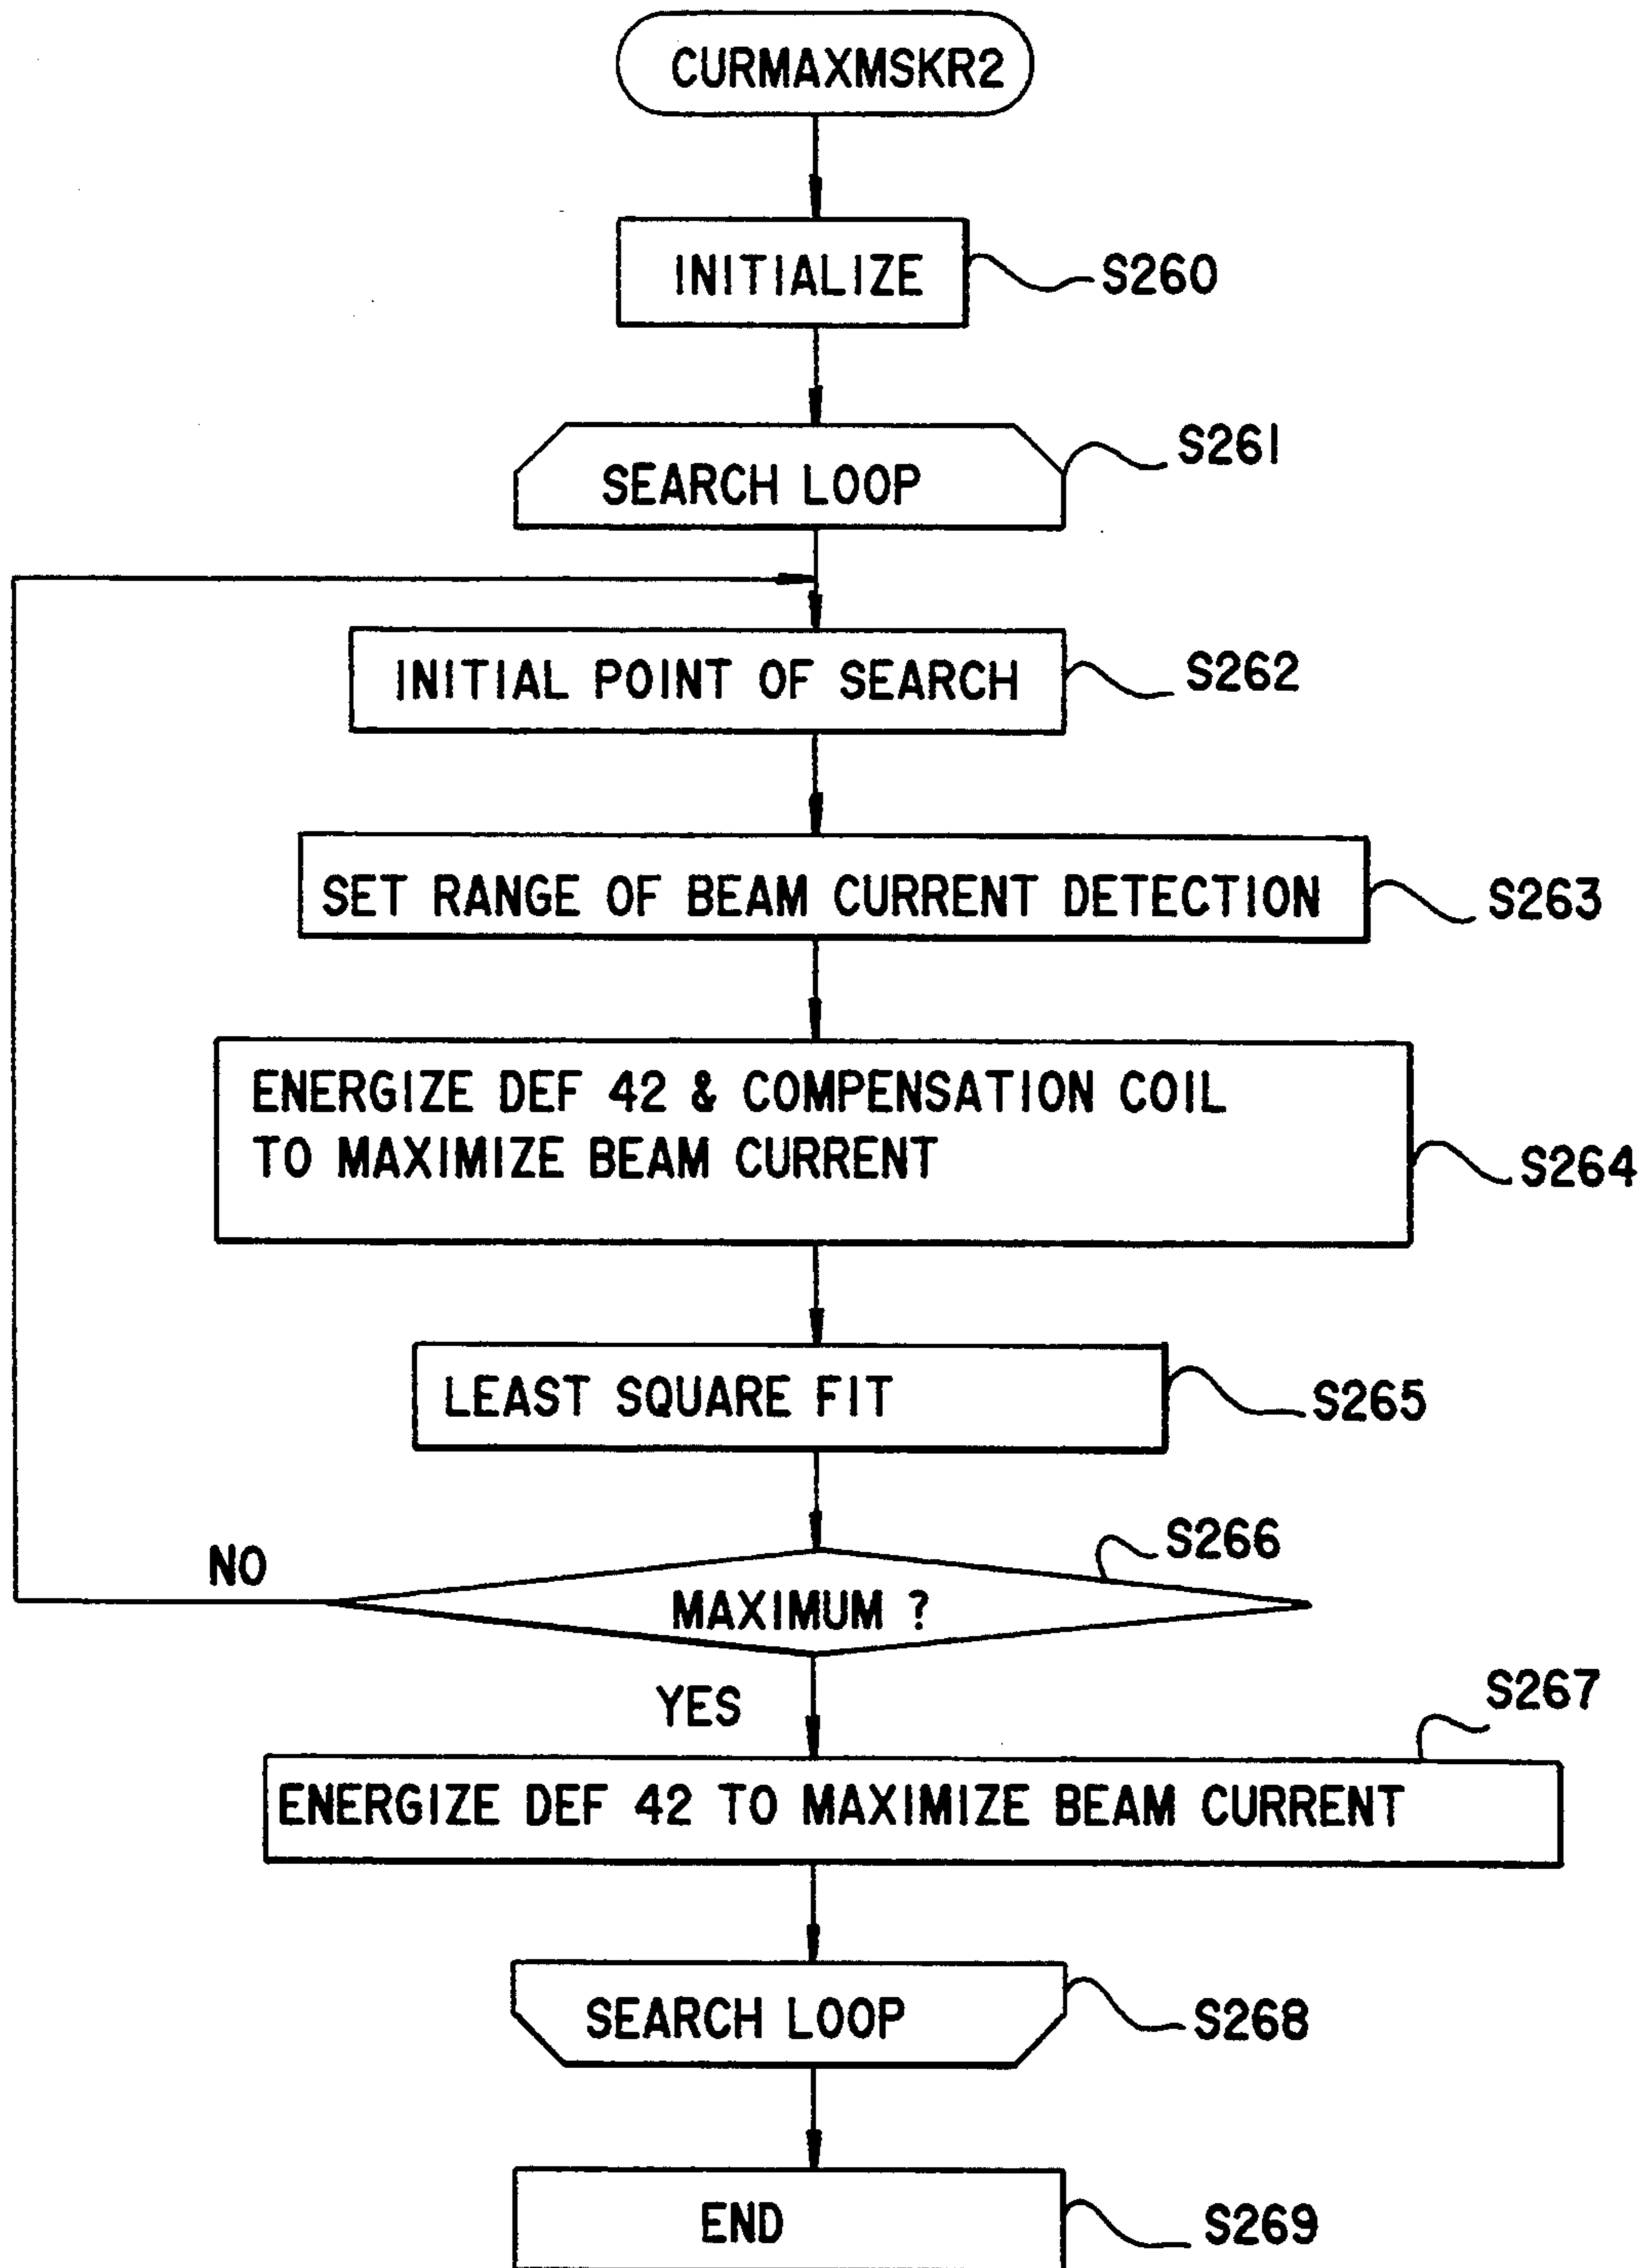 CURMAXMSKR2
INITIALIZE
S260
SEARCH LOOP
S261
INITIAL POINT OF SEARCH
S262
SET RANGE OF BEAM CURRENT DETECTION
S263
ENERGIZE DEF 42 & COMPENSATION COIL
TO MAXIMIZE BEAM CURRENT
S264
LEAST SQUARE FIT
S265
S266
NO
MAXIMUM ?
YES
S267
ENERGIZE DEF 42 TO MAXIMIZE BEAM CURRENT
SEARCH LOOP
S268
END
S269